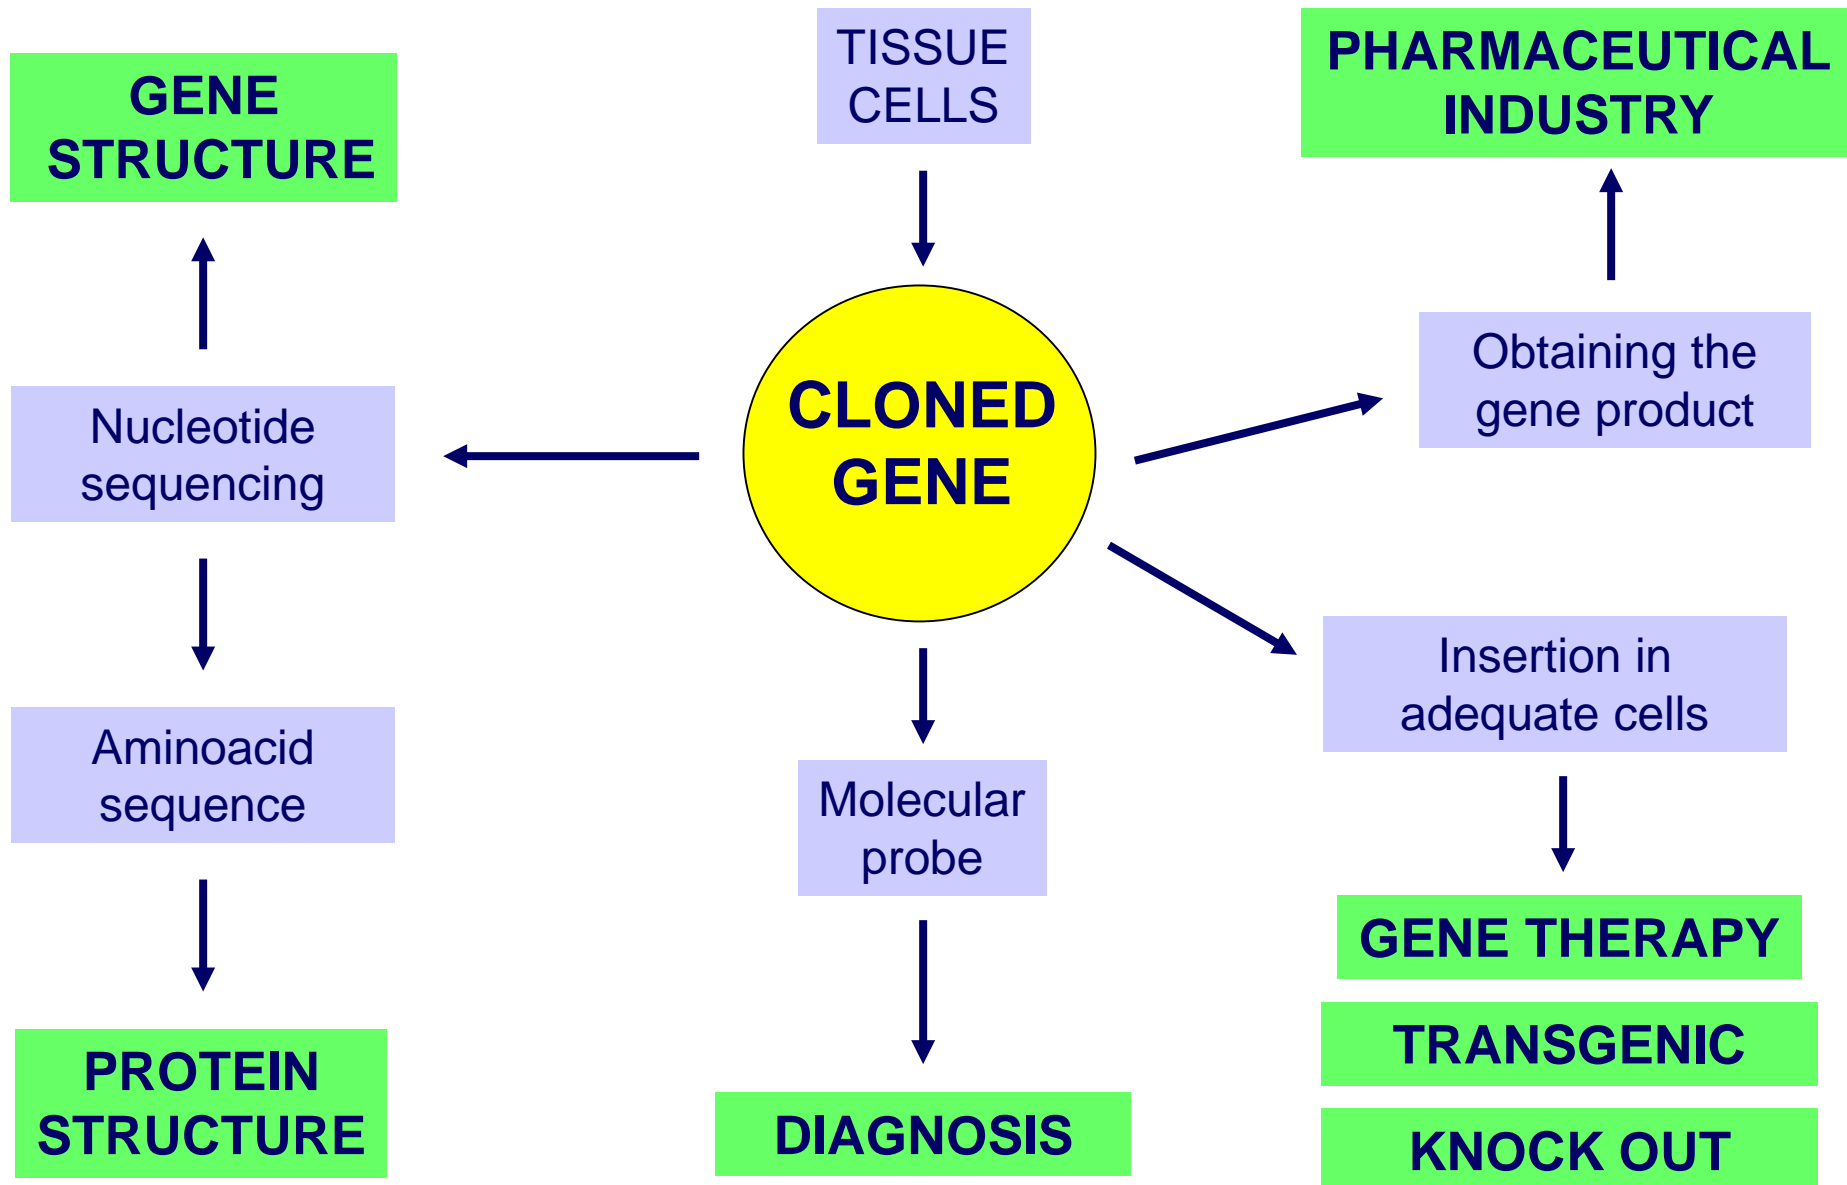 GENE
STRUCTURE
TISSUE
CELLS
PHARMACEUTICAL
INDUSTRY
Nucleotide
sequencing
CLONED
GENE
Obtaining the
gene product
Aminoacid
sequence
Molecular
probe
Insertion in
adequate cells
PROTEIN
STRUCTURE
DIAGNOSIS
GENE THERAPY
TRANSGENIC
KNOCK OUT